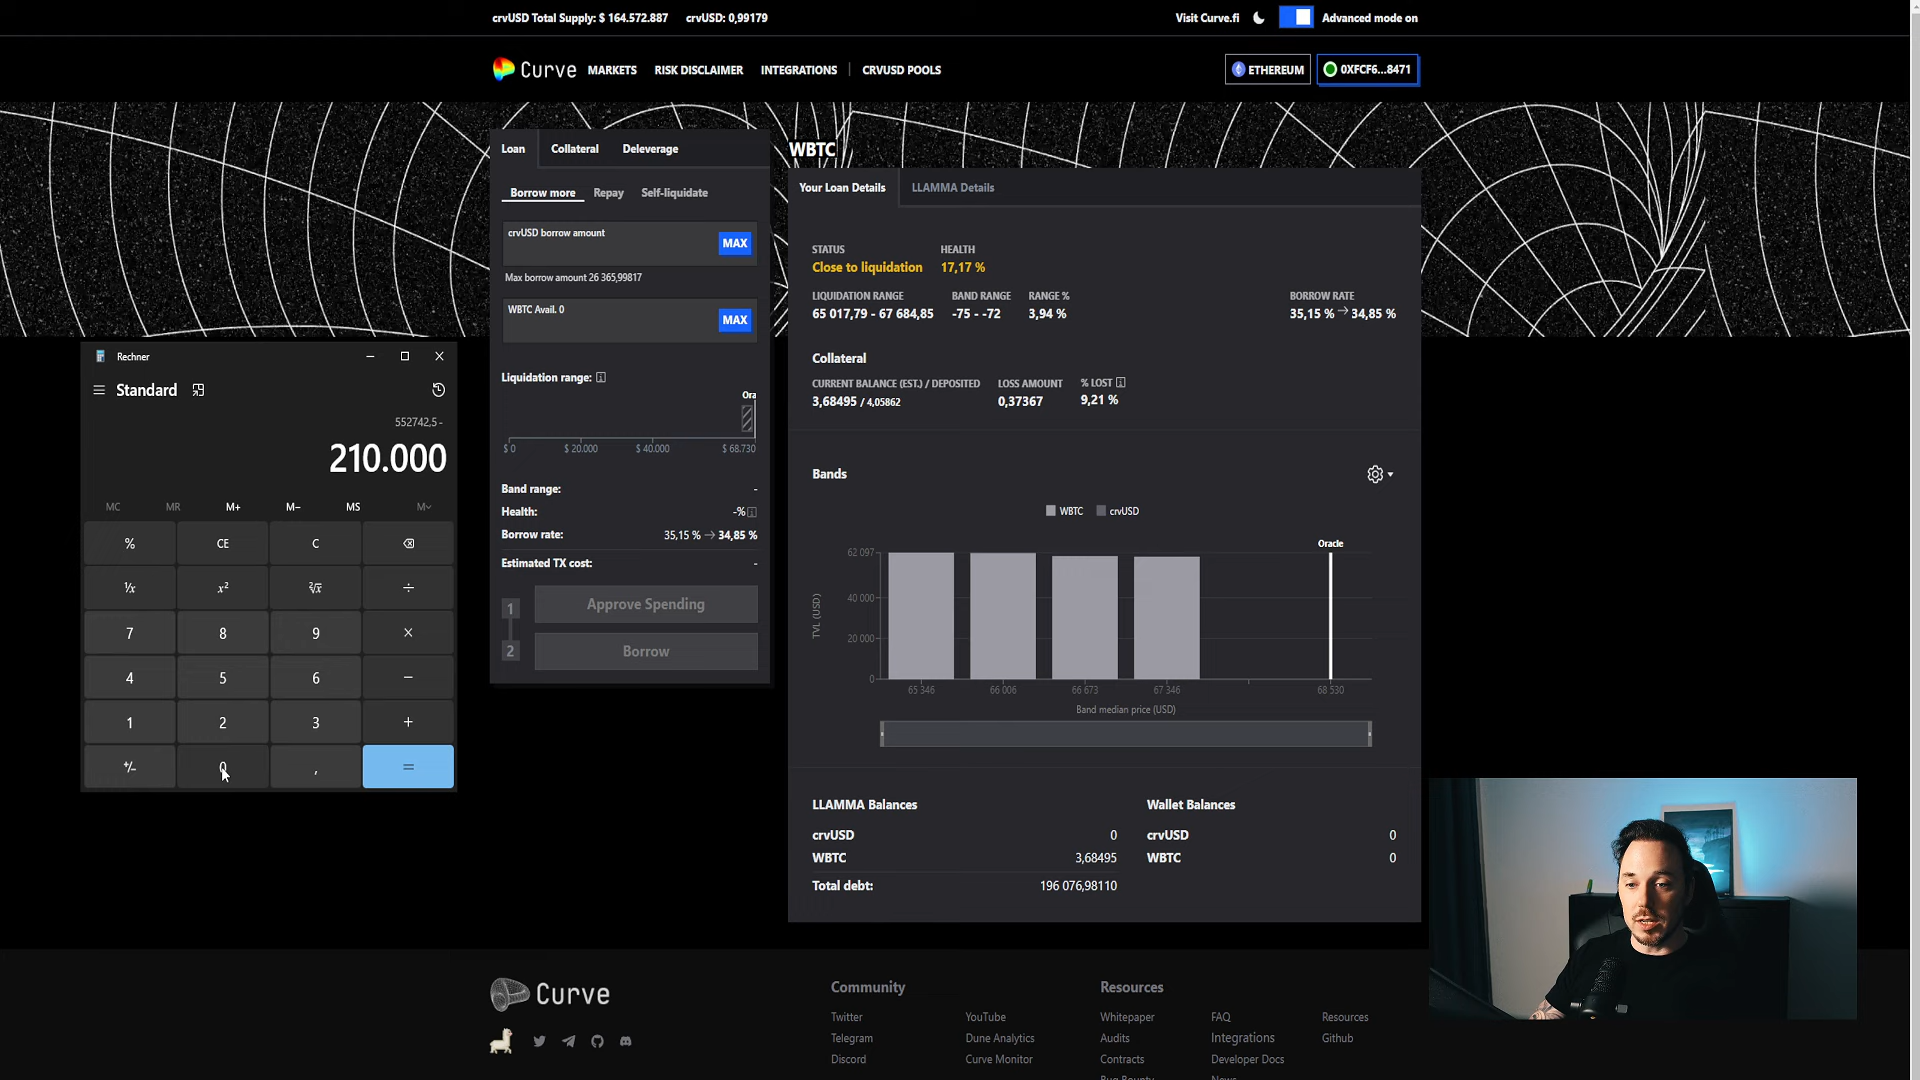 crvUSD Total Supply: $ 164.572.887 crvUSD: 0,99179
Visit Curve.fi Advanced mode on
Curve MARKETS RISK DISCLAIMER INTEGRATIONS CRVUSD POOLS
ETHEREUM 0XFCF6...8471
Loan Collateral Deleverage
Borrow more Repay Self-liquidate
crvUSD borrow amount
MAX
Max borrow amount 26 365,99817
WBTC Avail. 0
MAX
Liquidation range:
Ora
$ 0 $ 20.000 $ 40.000 $ 68.730
Band range: -
Health: -%
Borrow rate: 35,15 % → 34,85 %
Estimated TX cost: -
1 Approve Spending
2 Borrow
WBTC
Your Loan Details LLAMMA Details
STATUS HEALTH
Close to liquidation 17,17 %
LIQUIDATION RANGE BAND RANGE RANGE % BORROW RATE
65 017,79 - 67 684,85 -75 - -72 3,94 % 35,15 % → 34,85 %
Collateral
CURRENT BALANCE (EST.) / DEPOSITED LOSS AMOUNT % LOST
3,68495 / 4,05862 0,37367 9,21 %
Bands
WBTC crvUSD
Oracle
62 097
40 000
20 000
0
TVL (USD)
65 346 66 006 66 673 67 346 68 530
Band median price (USD)
LLAMMA Balances Wallet Balances
crvUSD 0 crvUSD 0
WBTC 3,68495 WBTC 0
Total debt: 196 076,98110
Rechner
Standard
552742,5 -
210.000
MC MR M+ M− MS M˅
% CE C
¹/x x² ²√x ÷
7 8 9 ×
4 5 6 −
1 2 3 +
+/− 0 , =
Curve
Community Resources
Twitter YouTube Whitepaper FAQ Resources
Telegram Dune Analytics Audits Integrations Github
Discord Curve Monitor Contracts Developer Docs
Bug Bounty News